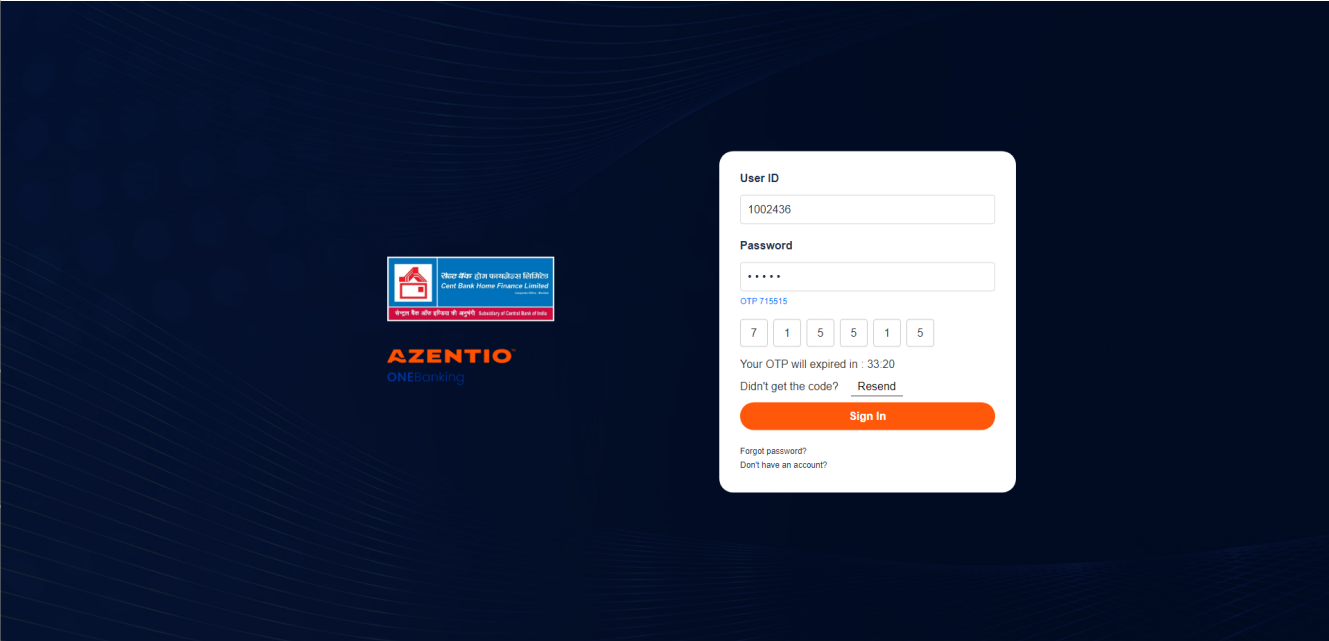 सेन्ट बैंक होम फायनेन्स लिमिटेड
Cent Bank Home Finance Limited
सेन्ट्रल बैंक ऑफ इण्डिया की अनुषंगी Subsidiary of Central Bank of India
AZENTIO
ONEBanking
User ID
1002436
Password
•••••
OTP 715515
7 1 5 5 1 5
Your OTP will expired in : 33:20
Didn't get the code? Resend
Sign In
Forgot password?
Don't have an account?